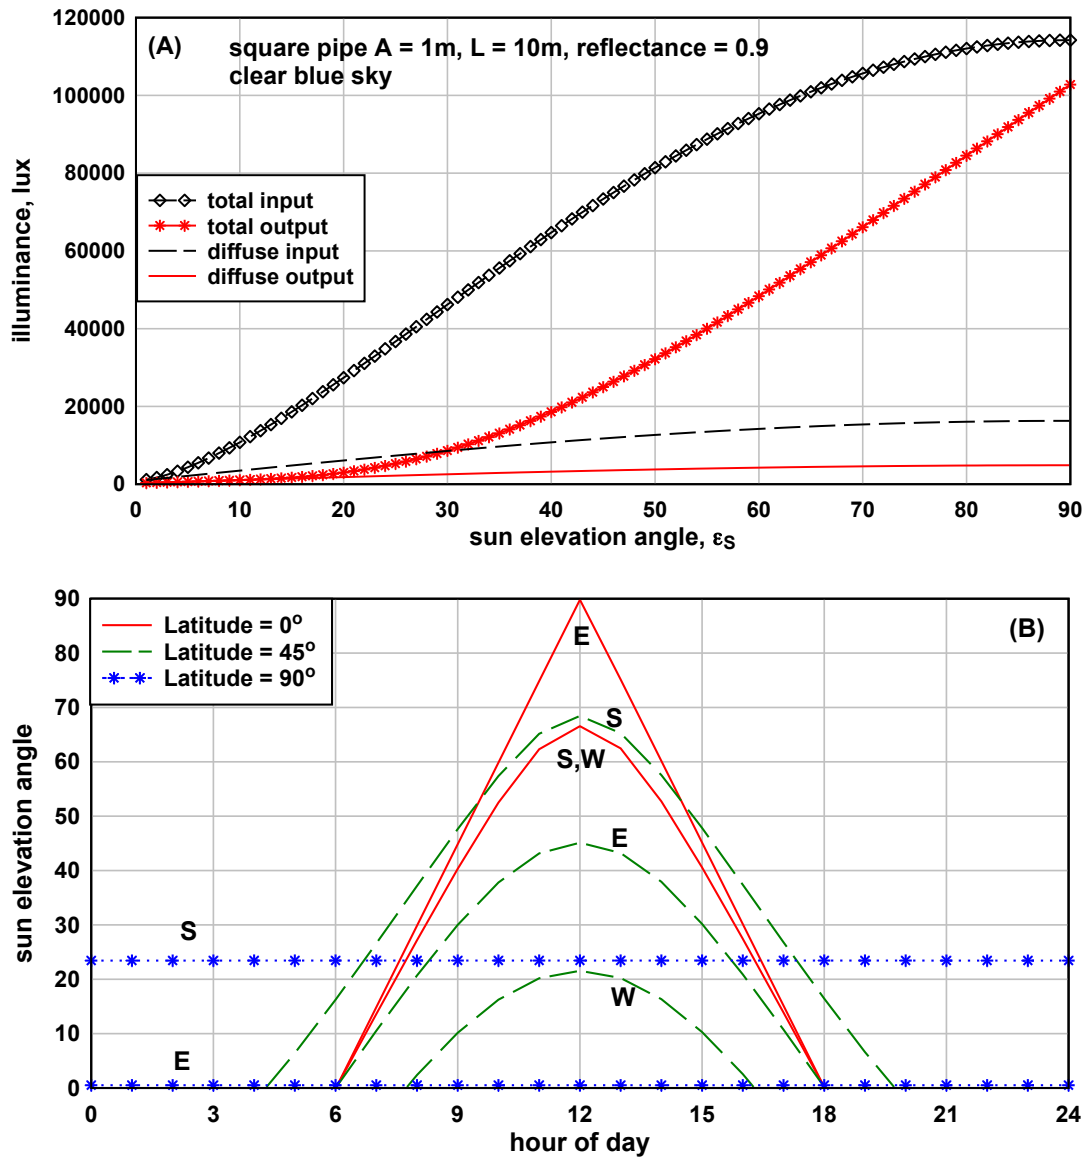 120000
100000
80000
60000
40000
20000
0
illuminance, lux
(A)
square pipe A = 1m, L = 10m, reflectance = 0.9
clear blue sky
total input
total output
diffuse input
diffuse output
0 10 20 30 40 50 60 70 80 90
sun elevation angle, εS
90
80
70
60
50
40
30
20
10
0
sun elevation angle
Latitude = 0o
Latitude = 45o
Latitude = 90o
(B)
E
S
S,W
E
S
W
E
0 3 6 9 12 15 18 21 24
hour of day